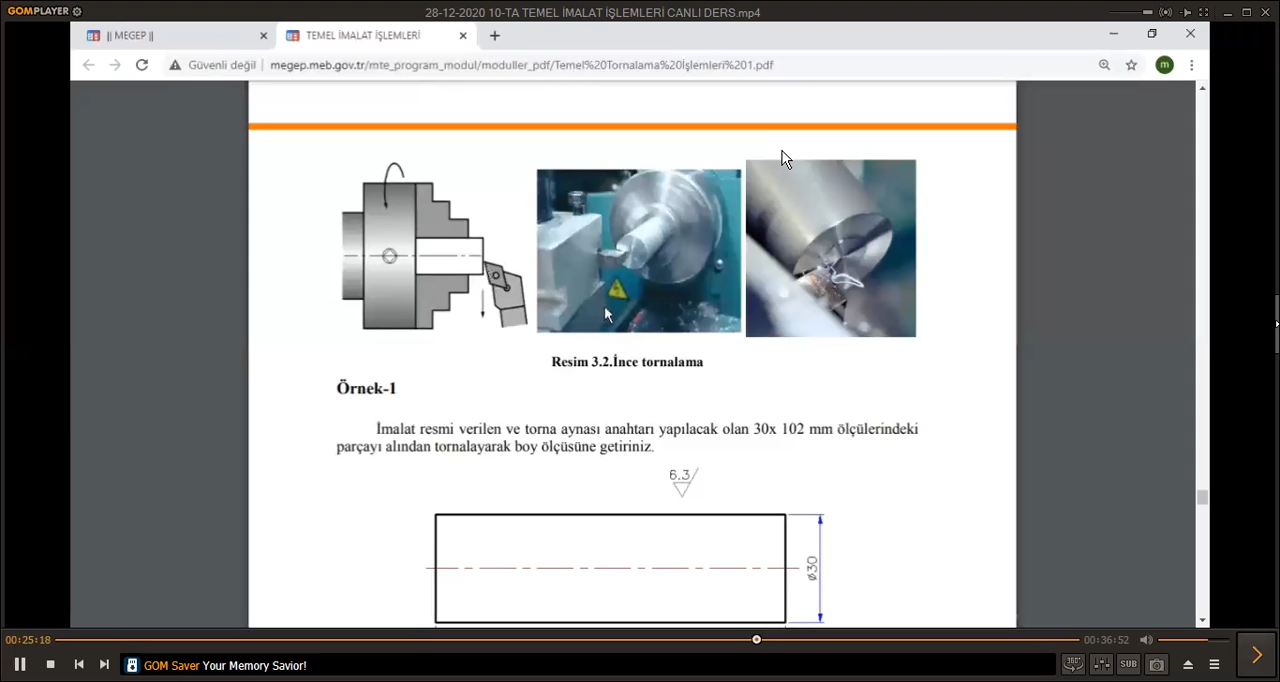 GOMPLAYER
28-12-2020 10-TA TEMEL İMALAT İŞLEMLERİ CANLI DERS.mp4
|| MEGEP ||
TEMEL İMALAT İŞLEMLERİ
Güvenli değil | megep.meb.gov.tr/mte_program_modul/moduller_pdf/Temel%20Tornalama%20İşlemleri%201.pdf
m
Resim 3.2.İnce tornalama
Örnek-1
İmalat resmi verilen ve torna aynası anahtarı yapılacak olan 30x 102 mm ölçülerindeki
parçayı alından tornalayarak boy ölçüsüne getiriniz.
6.3
ø30
00:25:18
00:36:52
GOM Saver Your Memory Savior!
360°
SUB